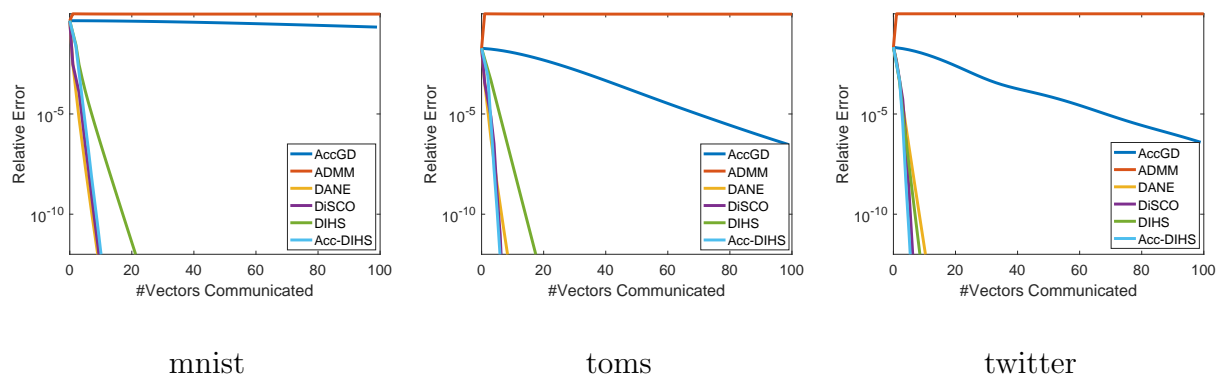 Relative Error
10^-5
10^-10
0 20 40 60 80 100
#Vectors Communicated
AccGD
ADMM
DANE
DiSCO
DIHS
Acc-DIHS
mnist
Relative Error
10^-5
10^-10
0 20 40 60 80 100
#Vectors Communicated
AccGD
ADMM
DANE
DiSCO
DIHS
Acc-DIHS
toms
Relative Error
10^-5
10^-10
0 20 40 60 80 100
#Vectors Communicated
AccGD
ADMM
DANE
DiSCO
DIHS
Acc-DIHS
twitter